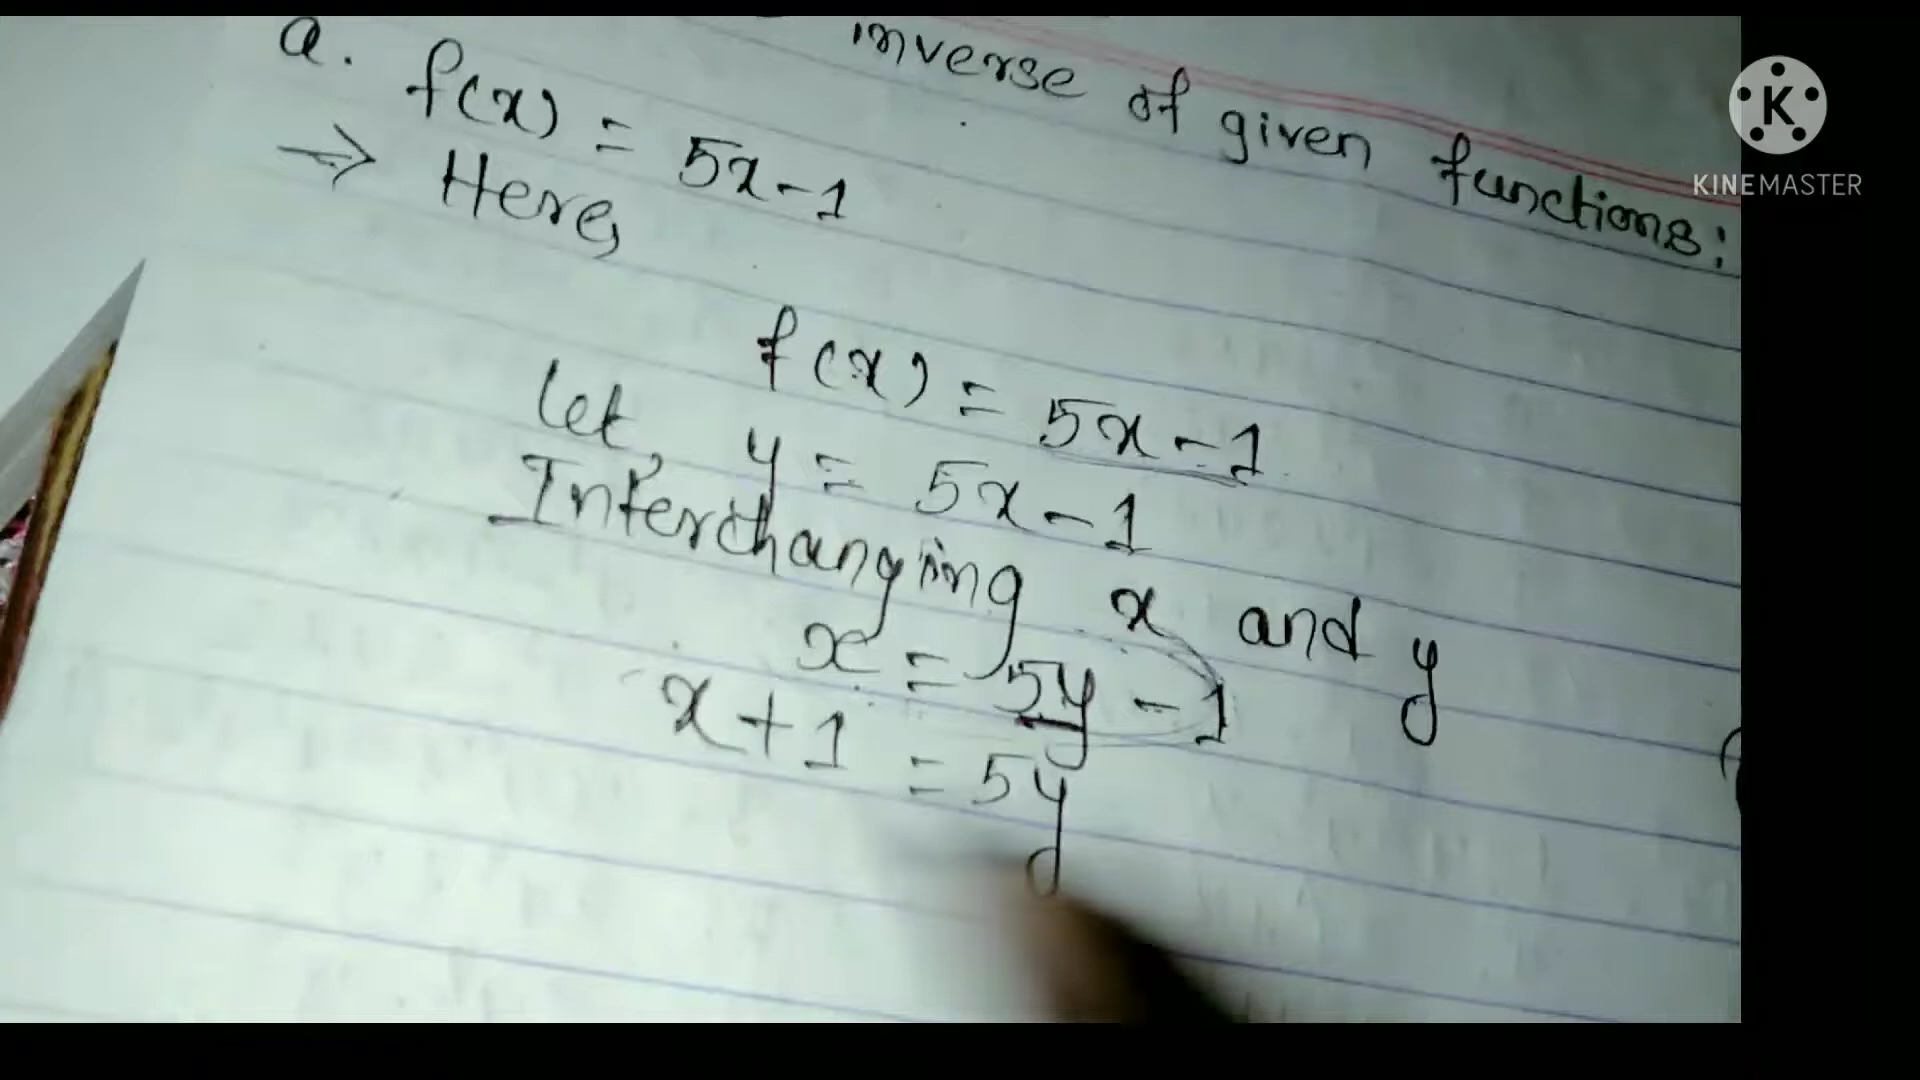 inverse of given functions:
a. f(x) = 5x-1
→ Here,
f(x) = 5x-1
Let, y = 5x-1
Interchanging x and y
x = 5y-1
x+1 = 5y
K
KINEMASTER